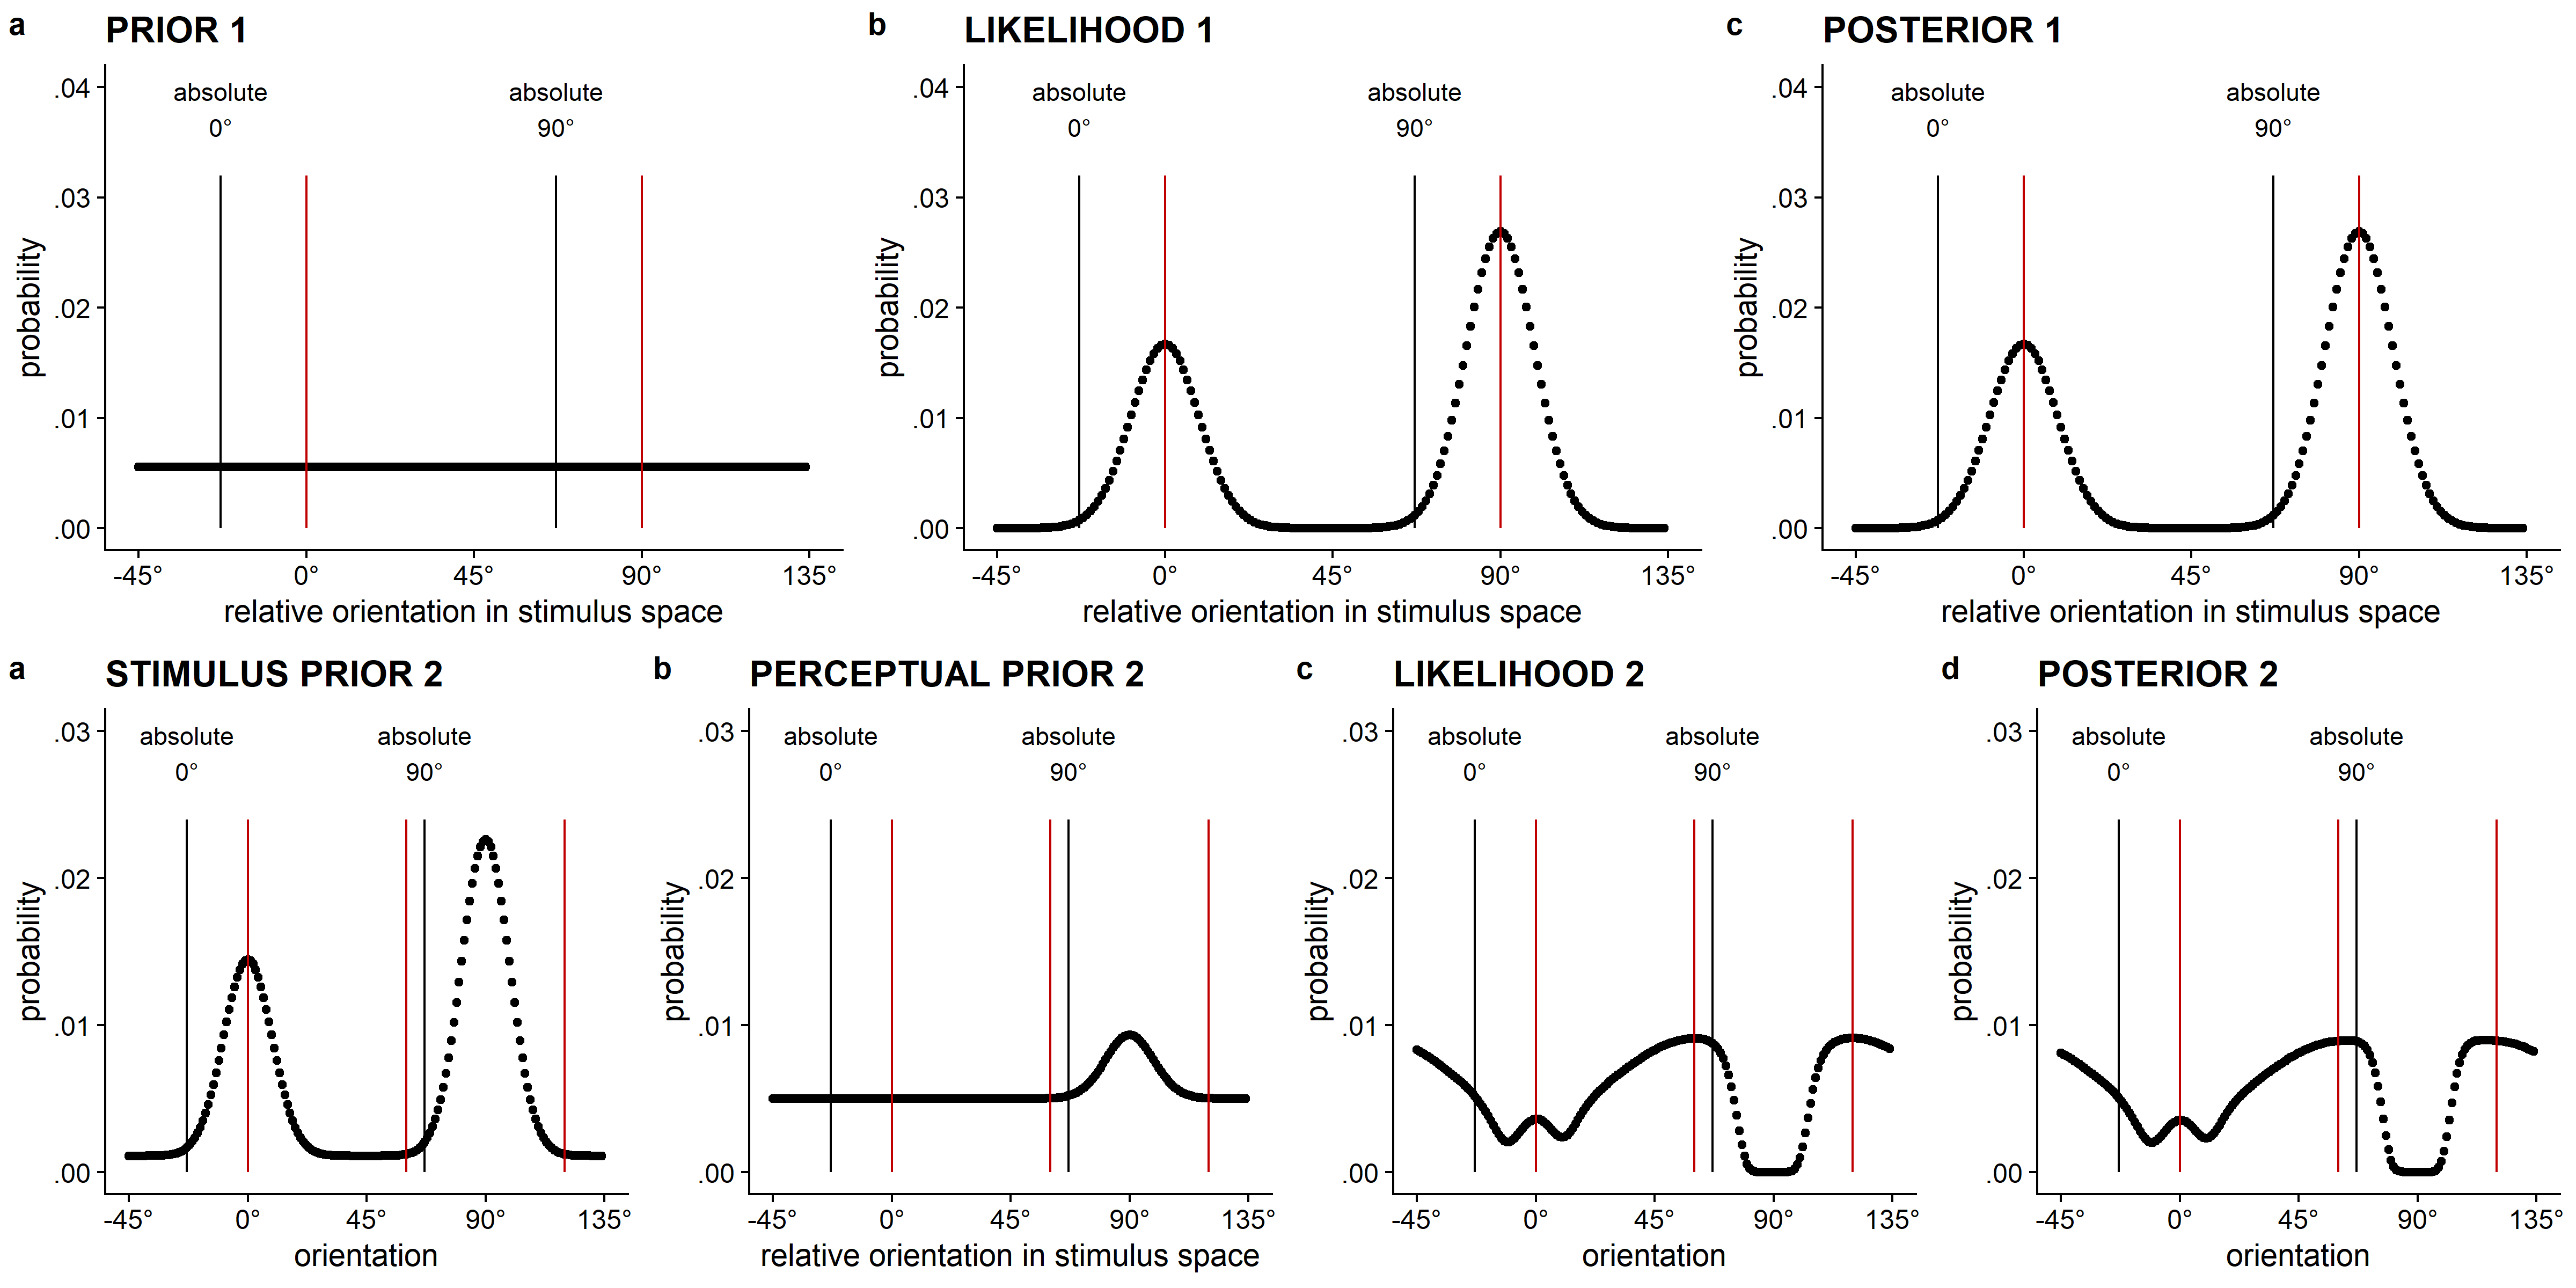 a PRIOR 1
absolute 0°
absolute 90°
.04
.03
.02
.01
.00
probability
-45° 0° 45° 90° 135°
relative orientation in stimulus space
b LIKELIHOOD 1
absolute 0°
absolute 90°
.04
.03
.02
.01
.00
probability
-45° 0° 45° 90° 135°
relative orientation in stimulus space
c POSTERIOR 1
absolute 0°
absolute 90°
.04
.03
.02
.01
.00
probability
-45° 0° 45° 90° 135°
relative orientation in stimulus space
a STIMULUS PRIOR 2
absolute 0°
absolute 90°
.03
.02
.01
.00
probability
-45° 0° 45° 90° 135°
orientation
b PERCEPTUAL PRIOR 2
absolute 0°
absolute 90°
.03
.02
.01
.00
probability
-45° 0° 45° 90° 135°
relative orientation in stimulus space
c LIKELIHOOD 2
absolute 0°
absolute 90°
.03
.02
.01
.00
probability
-45° 0° 45° 90° 135°
orientation
d POSTERIOR 2
absolute 0°
absolute 90°
.03
.02
.01
.00
probability
-45° 0° 45° 90° 135°
orientation